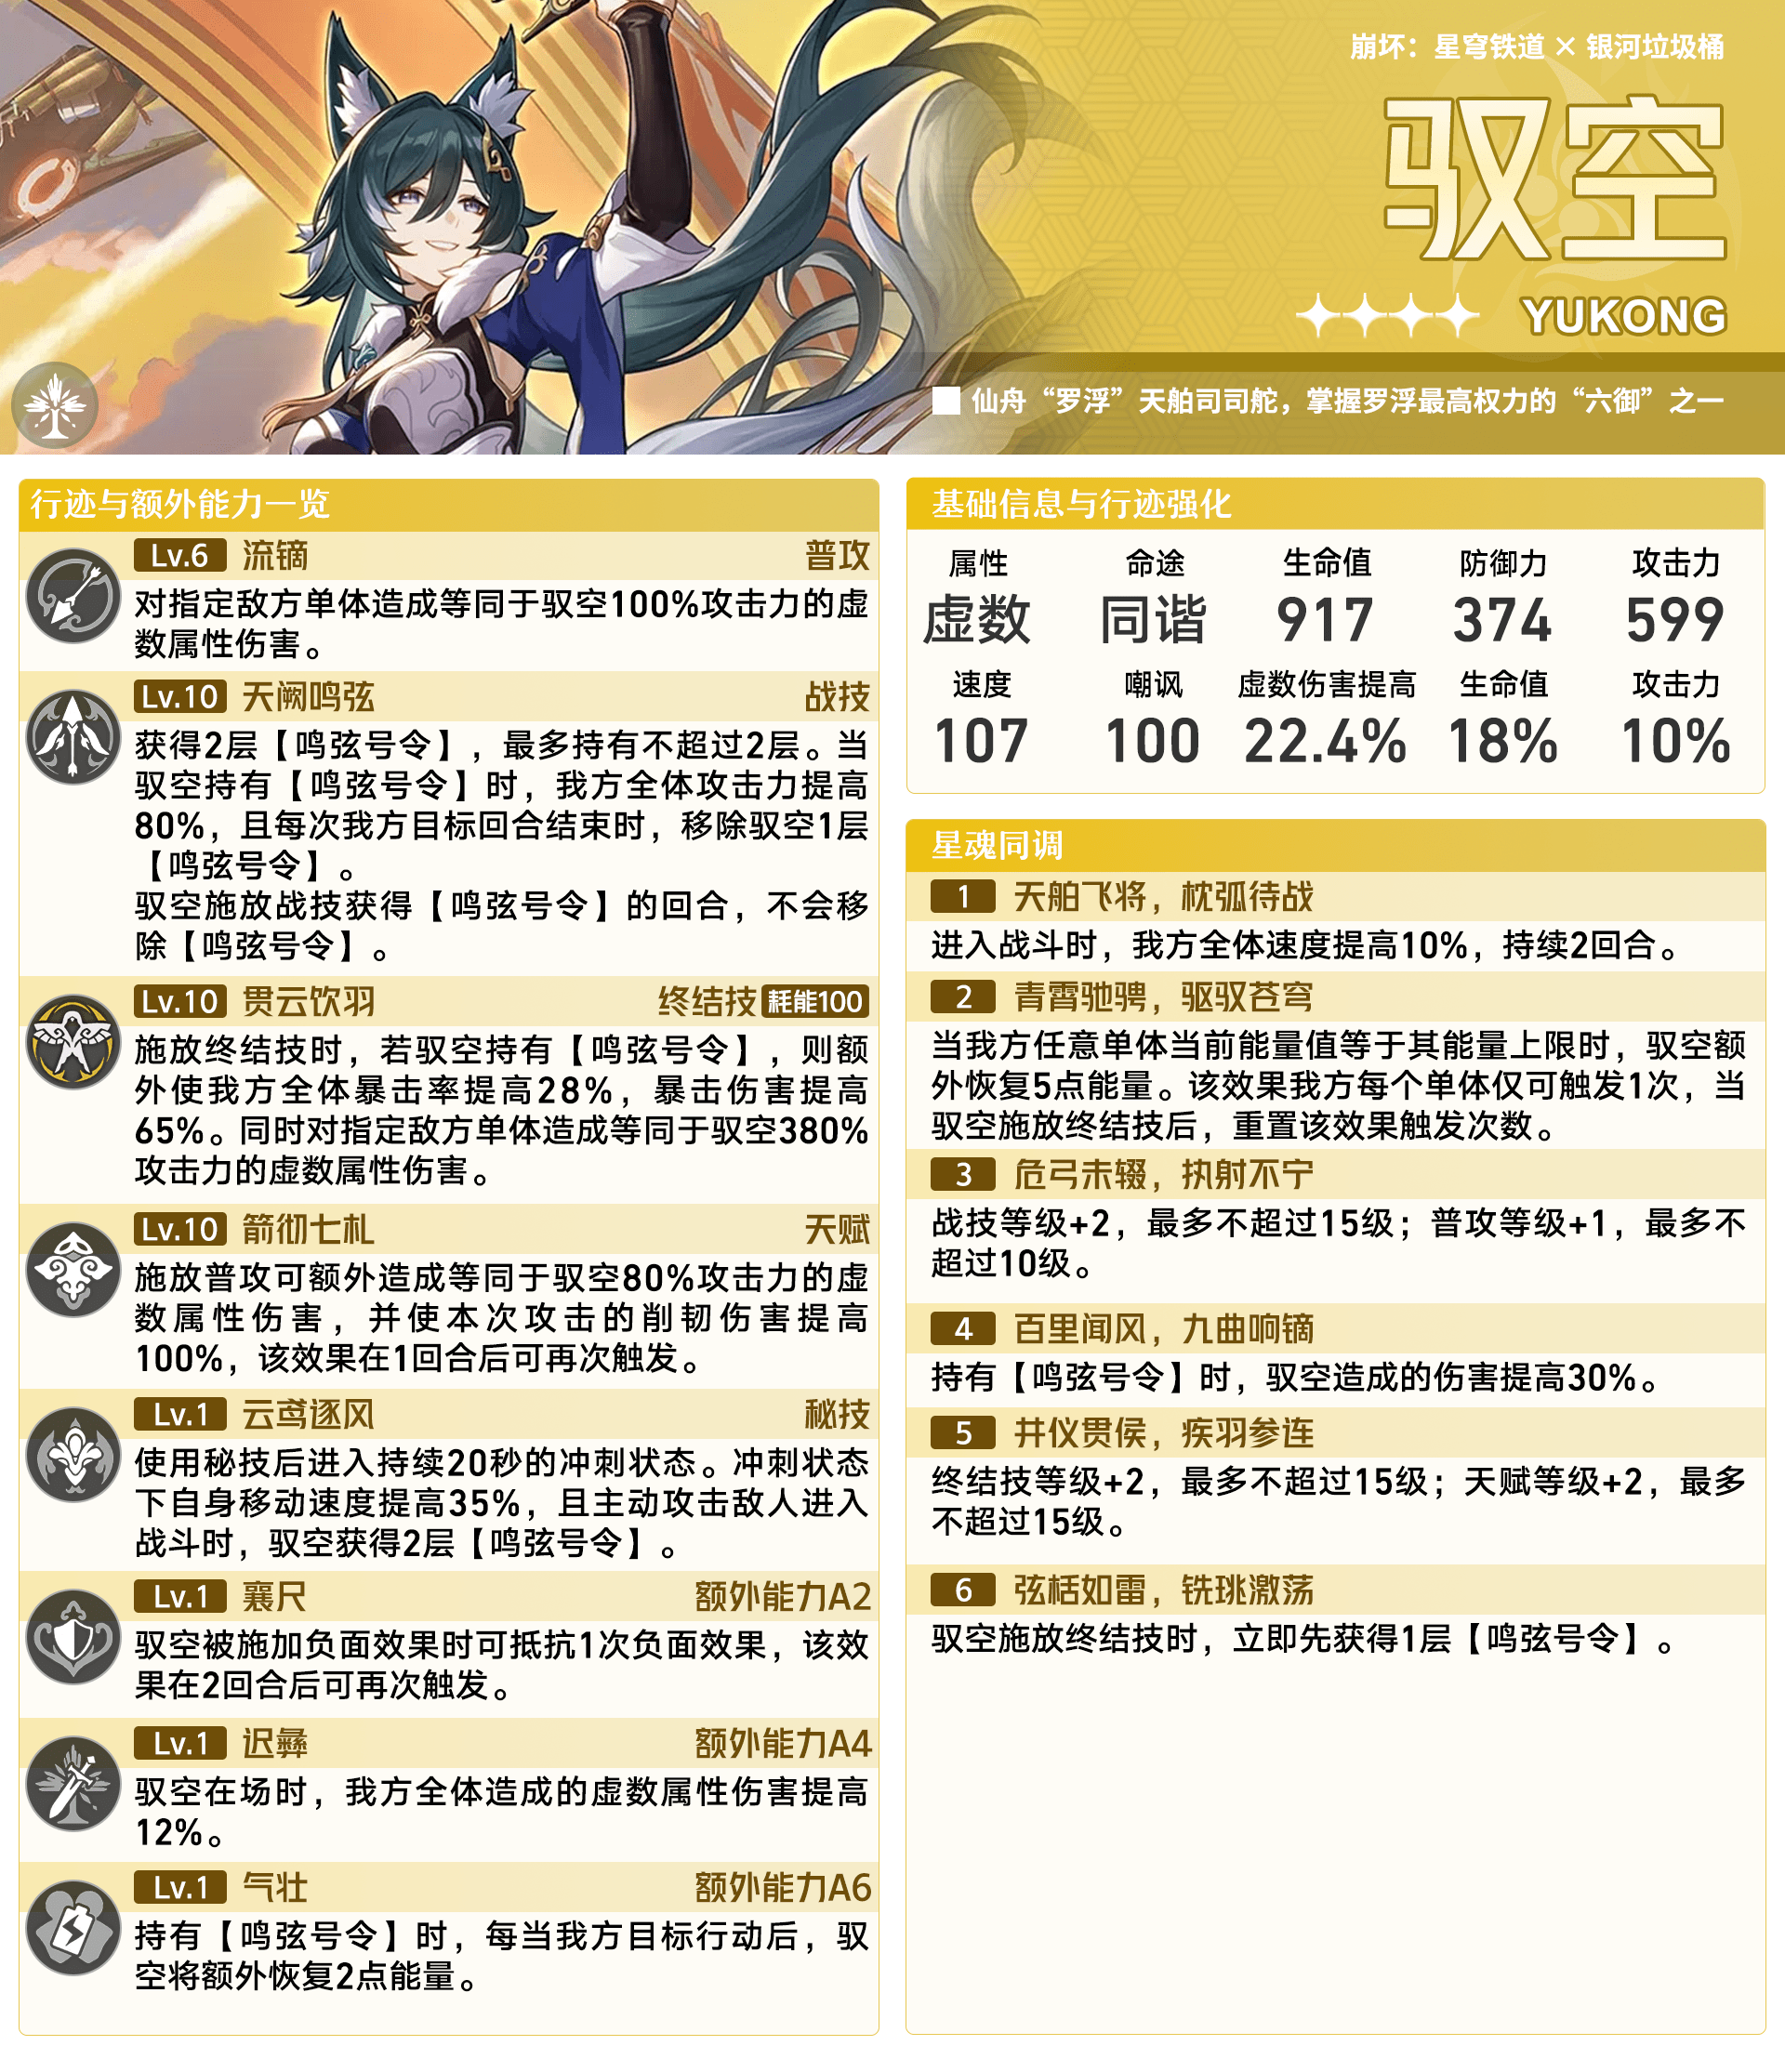 崩坏：星穹铁道 × 银河垃圾桶
驭空
YUKONG
仙舟“罗浮”天舶司司舵，掌握罗浮最高权力的“六御”之一
行迹与额外能力一览
Lv.6 流镝 普攻
对指定敌方单体造成等同于驭空100%攻击力的虚
数属性伤害。
Lv.10 天阙鸣弦 战技
获得2层【鸣弦号令】，最多持有不超过2层。当
驭空持有【鸣弦号令】时，我方全体攻击力提高
80%，且每次我方目标回合结束时，移除驭空1层
【鸣弦号令】。
驭空施放战技获得【鸣弦号令】的回合，不会移
除【鸣弦号令】。
Lv.10 贯云饮羽 终结技 耗能100
施放终结技时，若驭空持有【鸣弦号令】，则额
外使我方全体暴击率提高28%，暴击伤害提高
65%。同时对指定敌方单体造成等同于驭空380%
攻击力的虚数属性伤害。
Lv.10 箭彻七札 天赋
施放普攻可额外造成等同于驭空80%攻击力的虚
数属性伤害，并使本次攻击的削韧伤害提高
100%，该效果在1回合后可再次触发。
Lv.1 云鸢逐风 秘技
使用秘技后进入持续20秒的冲刺状态。冲刺状态
下自身移动速度提高35%，且主动攻击敌人进入
战斗时，驭空获得2层【鸣弦号令】。
Lv.1 襄尺 额外能力A2
驭空被施加负面效果时可抵抗1次负面效果，该效
果在2回合后可再次触发。
Lv.1 迟彝 额外能力A4
驭空在场时，我方全体造成的虚数属性伤害提高
12%。
Lv.1 气壮 额外能力A6
持有【鸣弦号令】时，每当我方目标行动后，驭
空将额外恢复2点能量。
基础信息与行迹强化
属性 命途 生命值 防御力 攻击力
虚数 同谐 917 374 599
速度 嘲讽 虚数伤害提高 生命值 攻击力
107 100 22.4% 18% 10%
星魂同调
1 天舶飞将，枕弧待战
进入战斗时，我方全体速度提高10%，持续2回合。
2 青霄驰骋，驱驭苍穹
当我方任意单体当前能量值等于其能量上限时，驭空额
外恢复5点能量。该效果我方每个单体仅可触发1次，当
驭空施放终结技后，重置该效果触发次数。
3 危弓未辍，执射不宁
战技等级+2，最多不超过15级；普攻等级+1，最多不
超过10级。
4 百里闻风，九曲响镝
持有【鸣弦号令】时，驭空造成的伤害提高30%。
5 井仪贯侯，疾羽参连
终结技等级+2，最多不超过15级；天赋等级+2，最多
不超过15级。
6 弦栝如雷，铣珧激荡
驭空施放终结技时，立即先获得1层【鸣弦号令】。